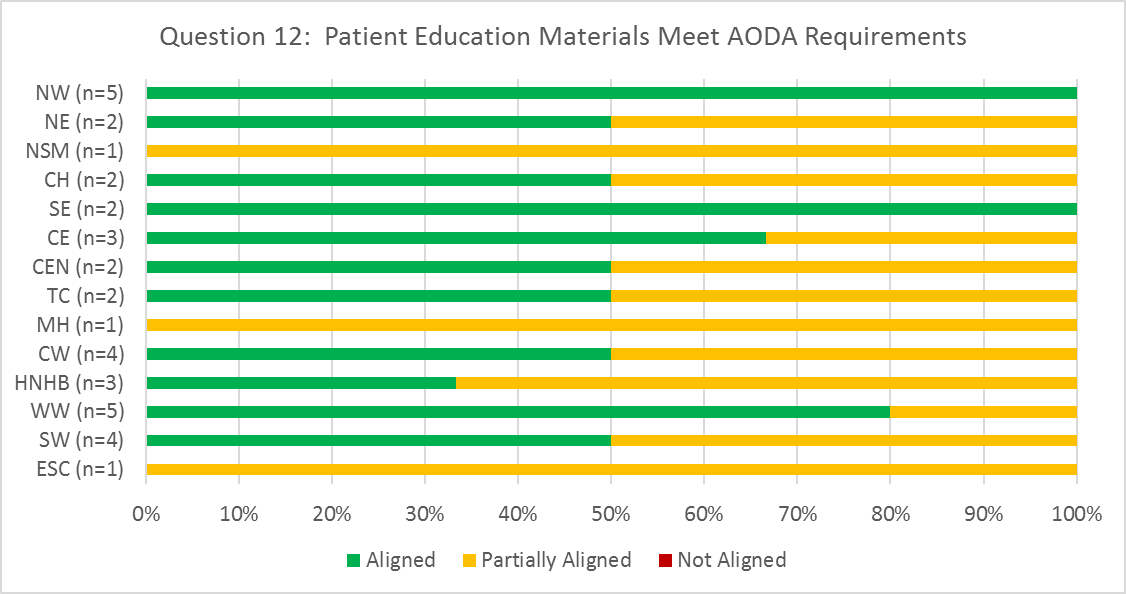 Question 12:  Patient Education Materials Meet AODA Requirements
NW (n=5)
NE (n=2)
NSM (n=1)
CH (n=2)
SE (n=2)
CE (n=3)
CEN (n=2)
TC (n=2)
MH (n=1)
CW (n=4)
HNHB (n=3)
WW (n=5)
SW (n=4)
ESC (n=1)
0% 10% 20% 30% 40% 50% 60% 70% 80% 90% 100%
Aligned Partially Aligned Not Aligned